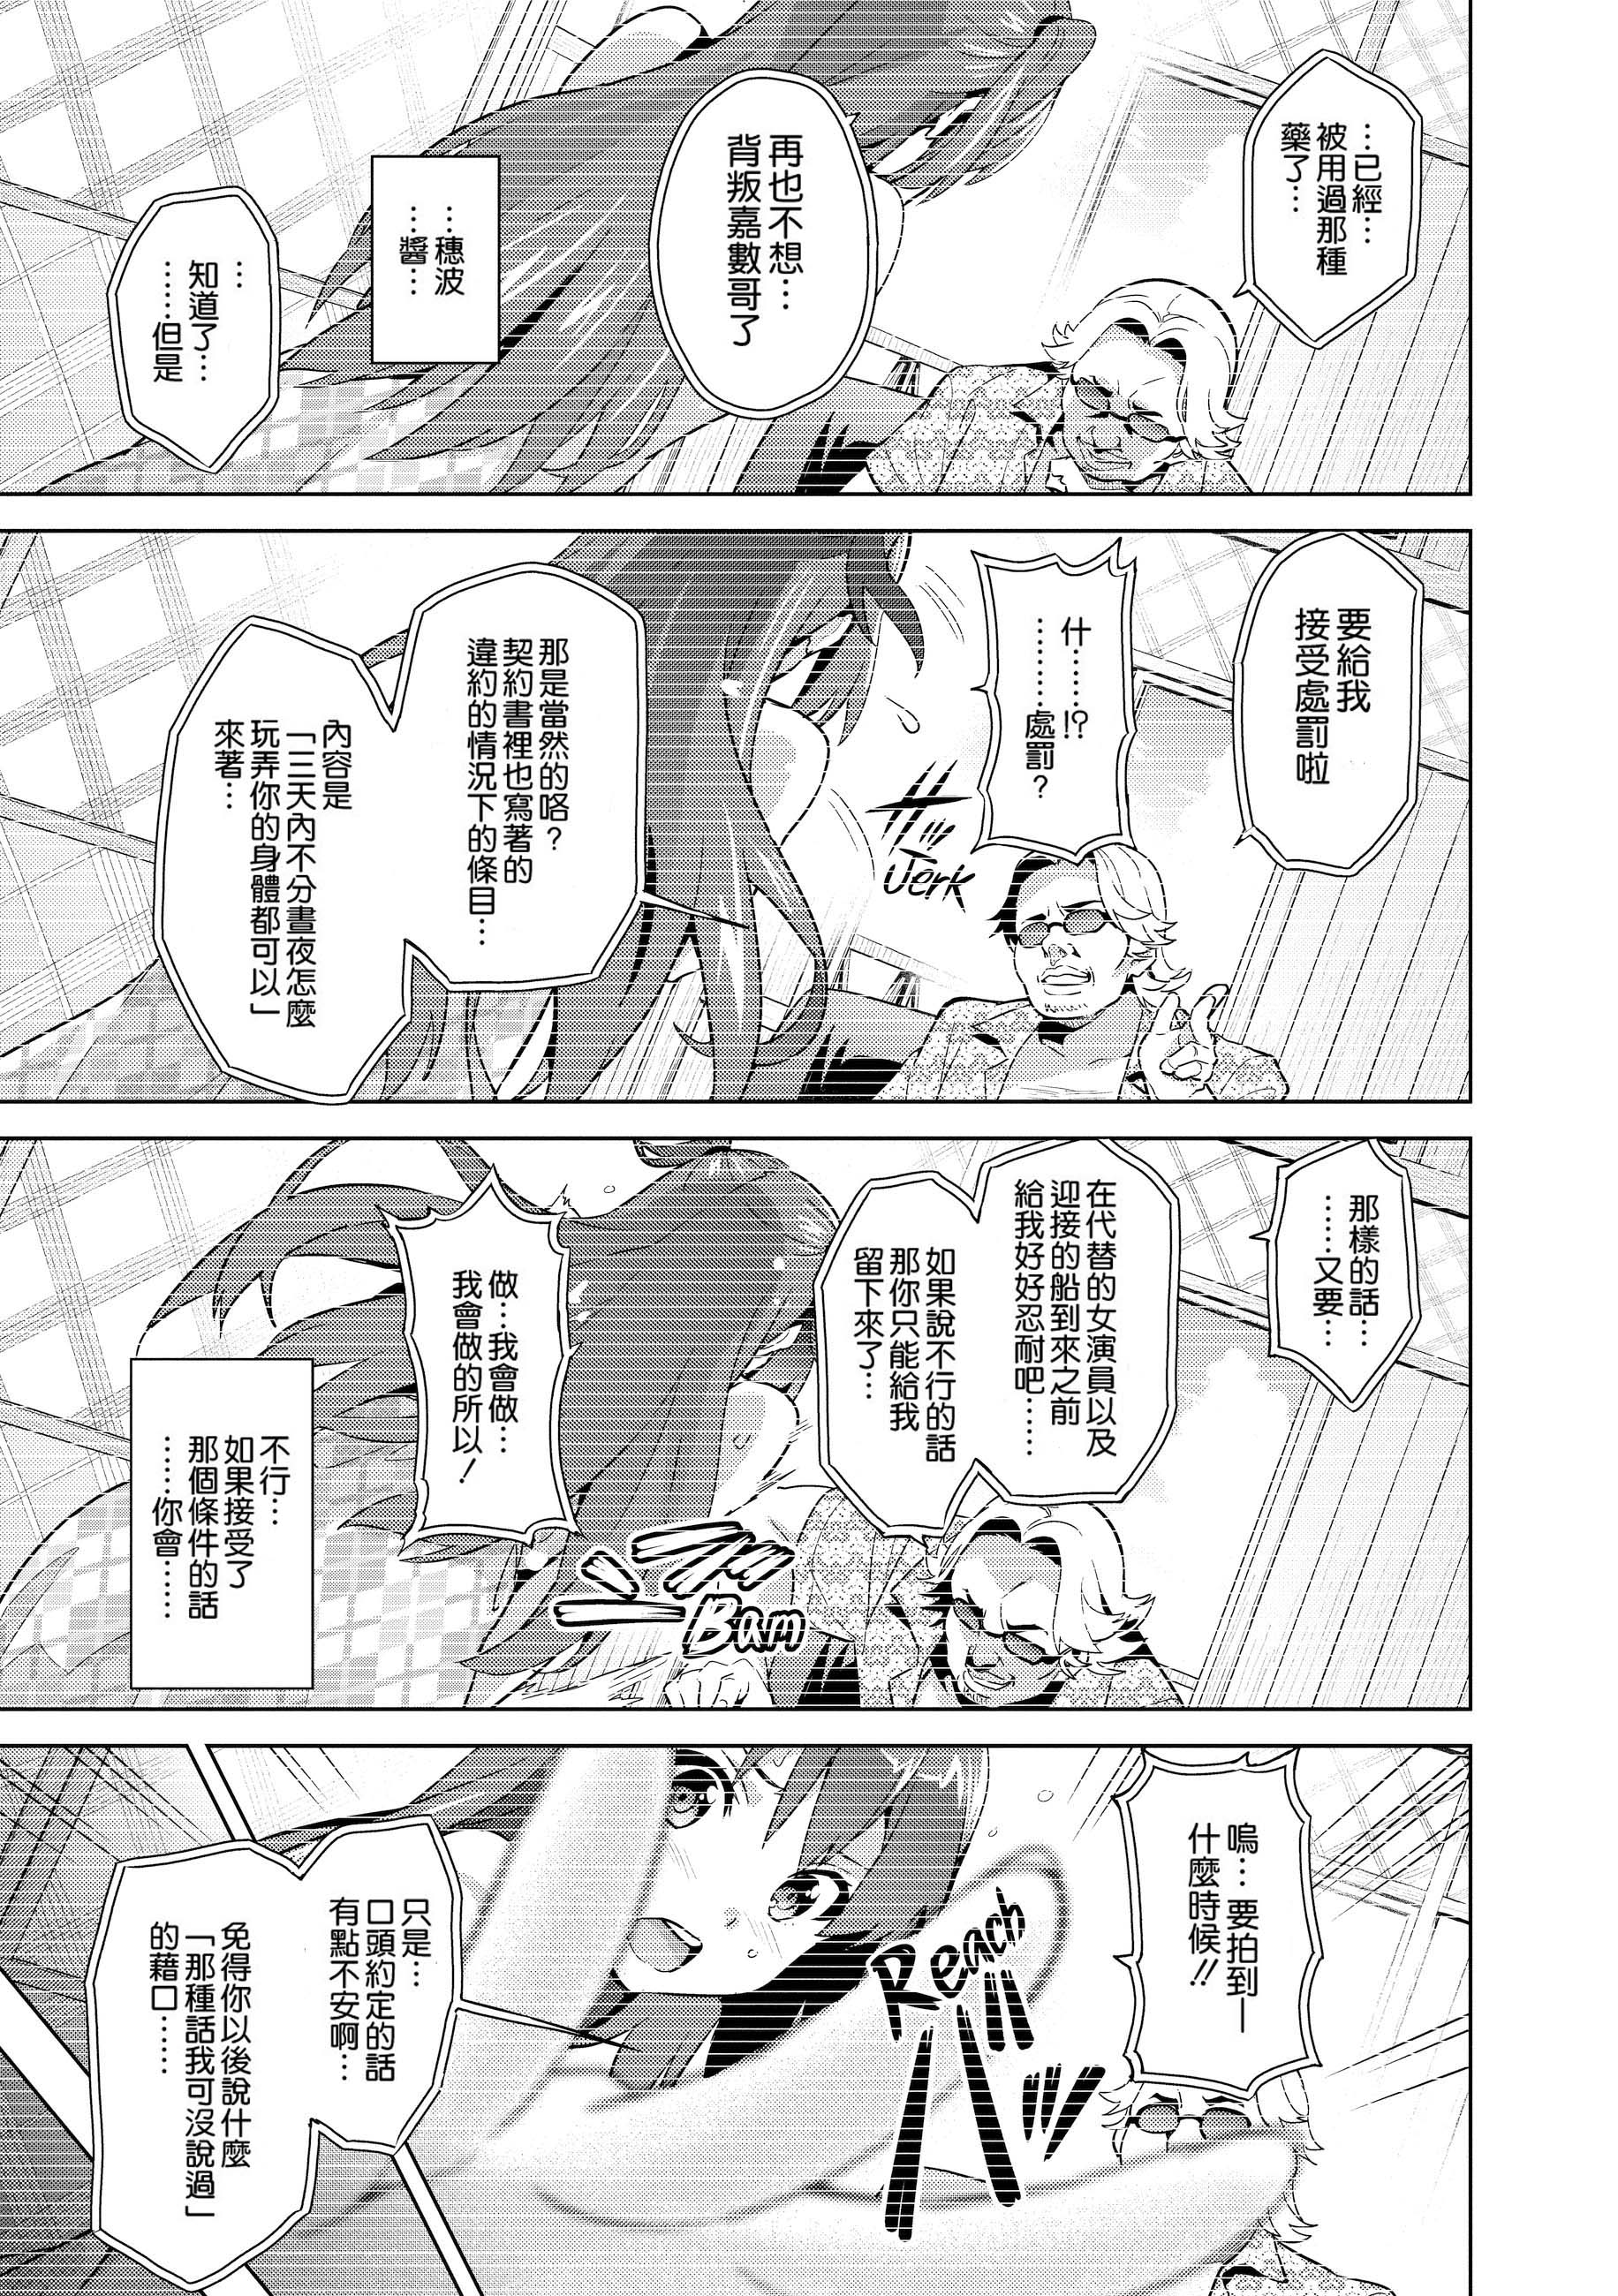 …已經…
被用過那種
藥了…
再也不想…
背叛嘉數哥了
…穗波
醬…
…
知道了…
……但是
要給我
接受處罰啦
什………!?
………處罰？
ガッ
Jerk
那是當然的咯？
契約書裡也寫著的
違約的情況下的條目…
內容是
「三天內不分晝夜怎麼
玩弄你的身體都可以」
來著…
那樣的話…
……又要…
在代替的女演員以及
迎接的船到來之前
給我好好忍耐吧……
如果說不行的話
那你只能給我
留下來了…
做…我會做…
我會做的所以！
Bam
不行…
如果接受了
那個條件的話
……你會……
嗚…要拍到—
什麼時候!!
Reach
バッ
只是…
口頭約定的話
有點不安啊…
免得你以後說什麼
「那種話我可沒說過」
的藉口……